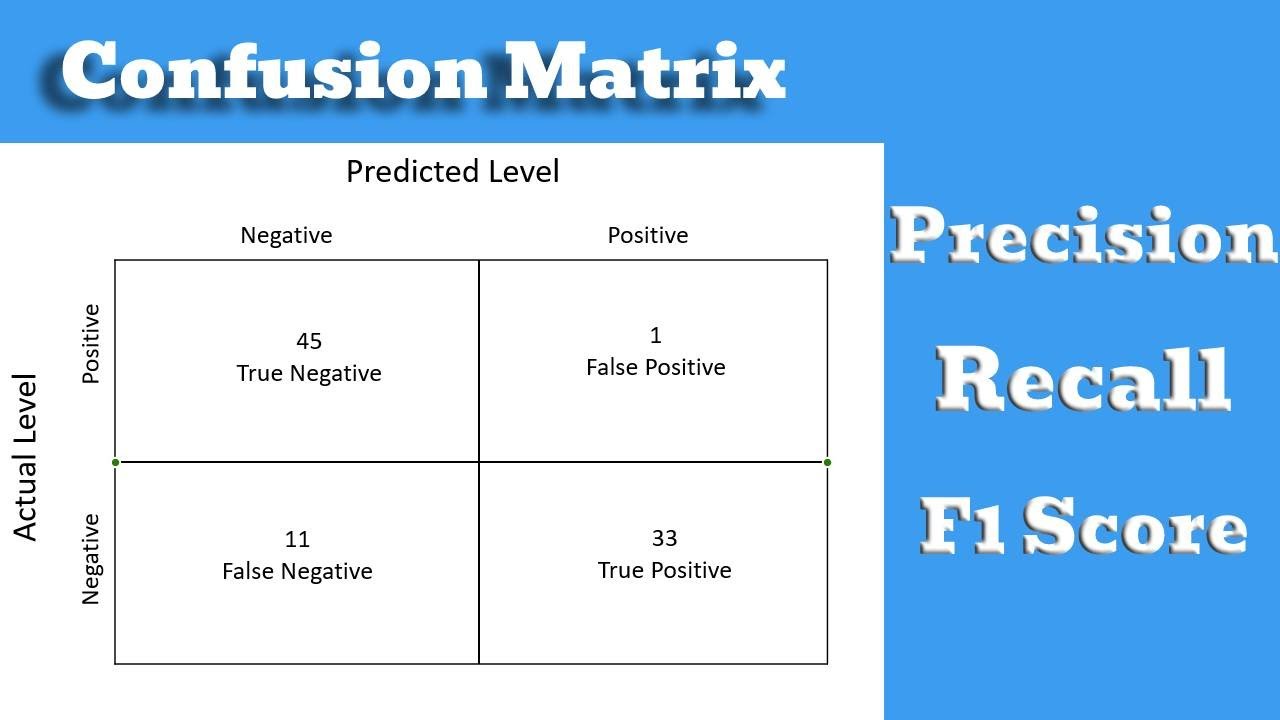 Confusion Matrix
Predicted Level
Negative Positive
Actual Level
Positive
45 1
True Negative False Positive
Negative
11 33
False Negative True Positive
Precision
Recall
F1 Score